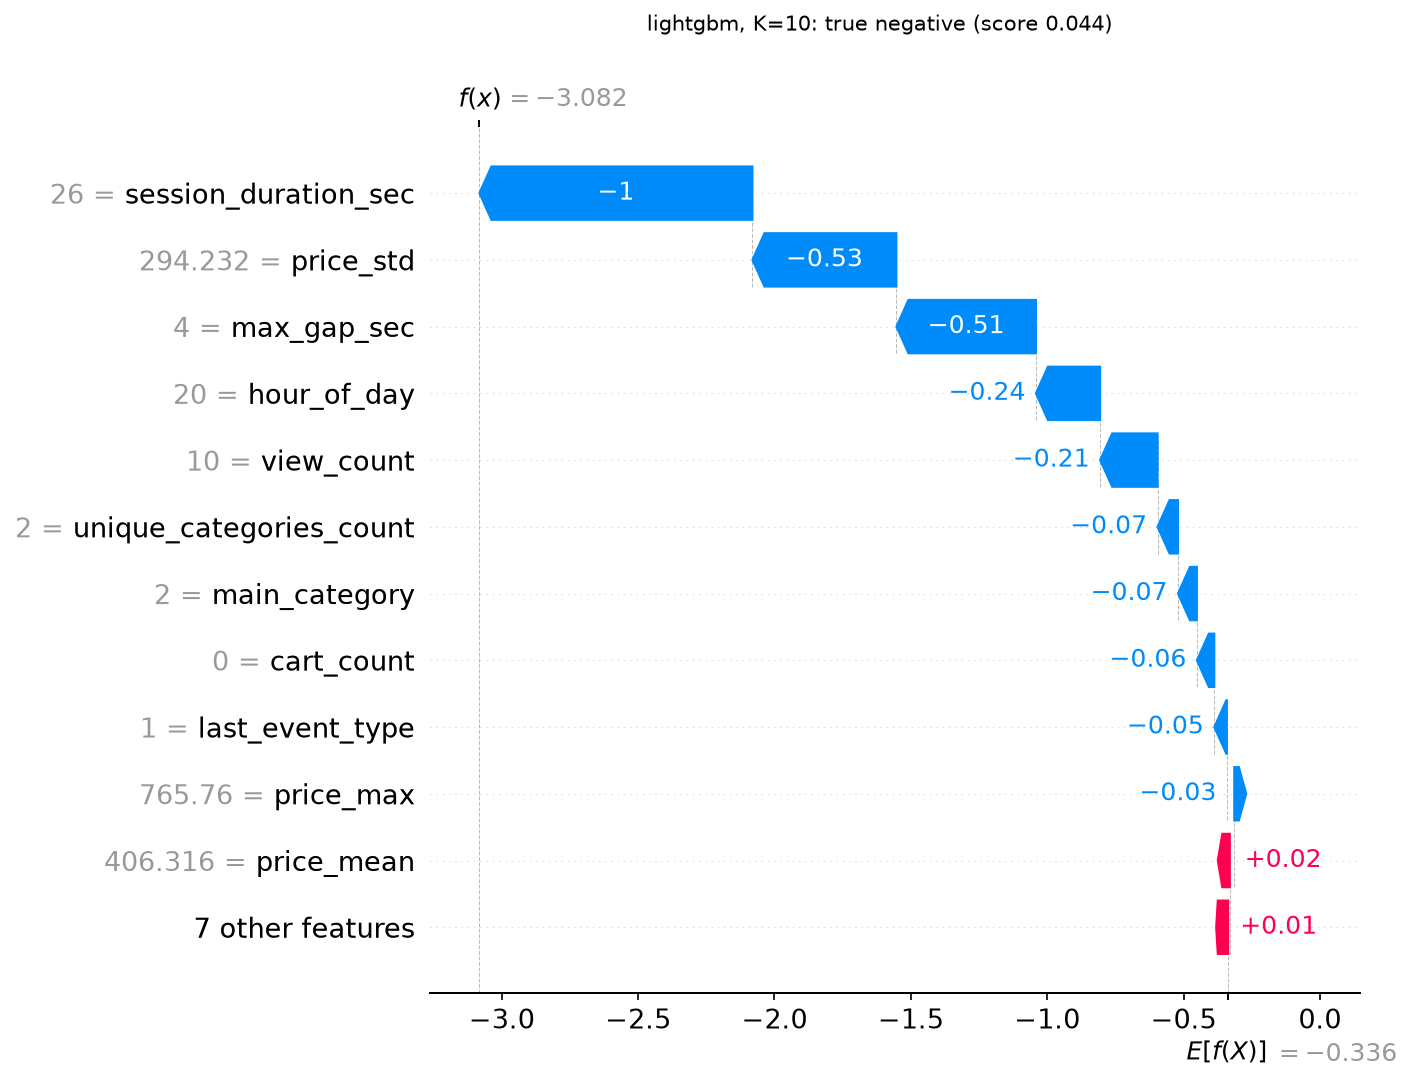 lightgbm, K=10: true negative (score 0.044)
f(x) = −3.082
26 = session_duration_sec −1
294.232 = price_std −0.53
4 = max_gap_sec −0.51
20 = hour_of_day −0.24
10 = view_count −0.21
2 = unique_categories_count −0.07
2 = main_category −0.07
0 = cart_count −0.06
1 = last_event_type −0.05
765.76 = price_max −0.03
406.316 = price_mean +0.02
7 other features +0.01
−3.0 −2.5 −2.0 −1.5 −1.0 −0.5 0.0
E[f(X)] = −0.336